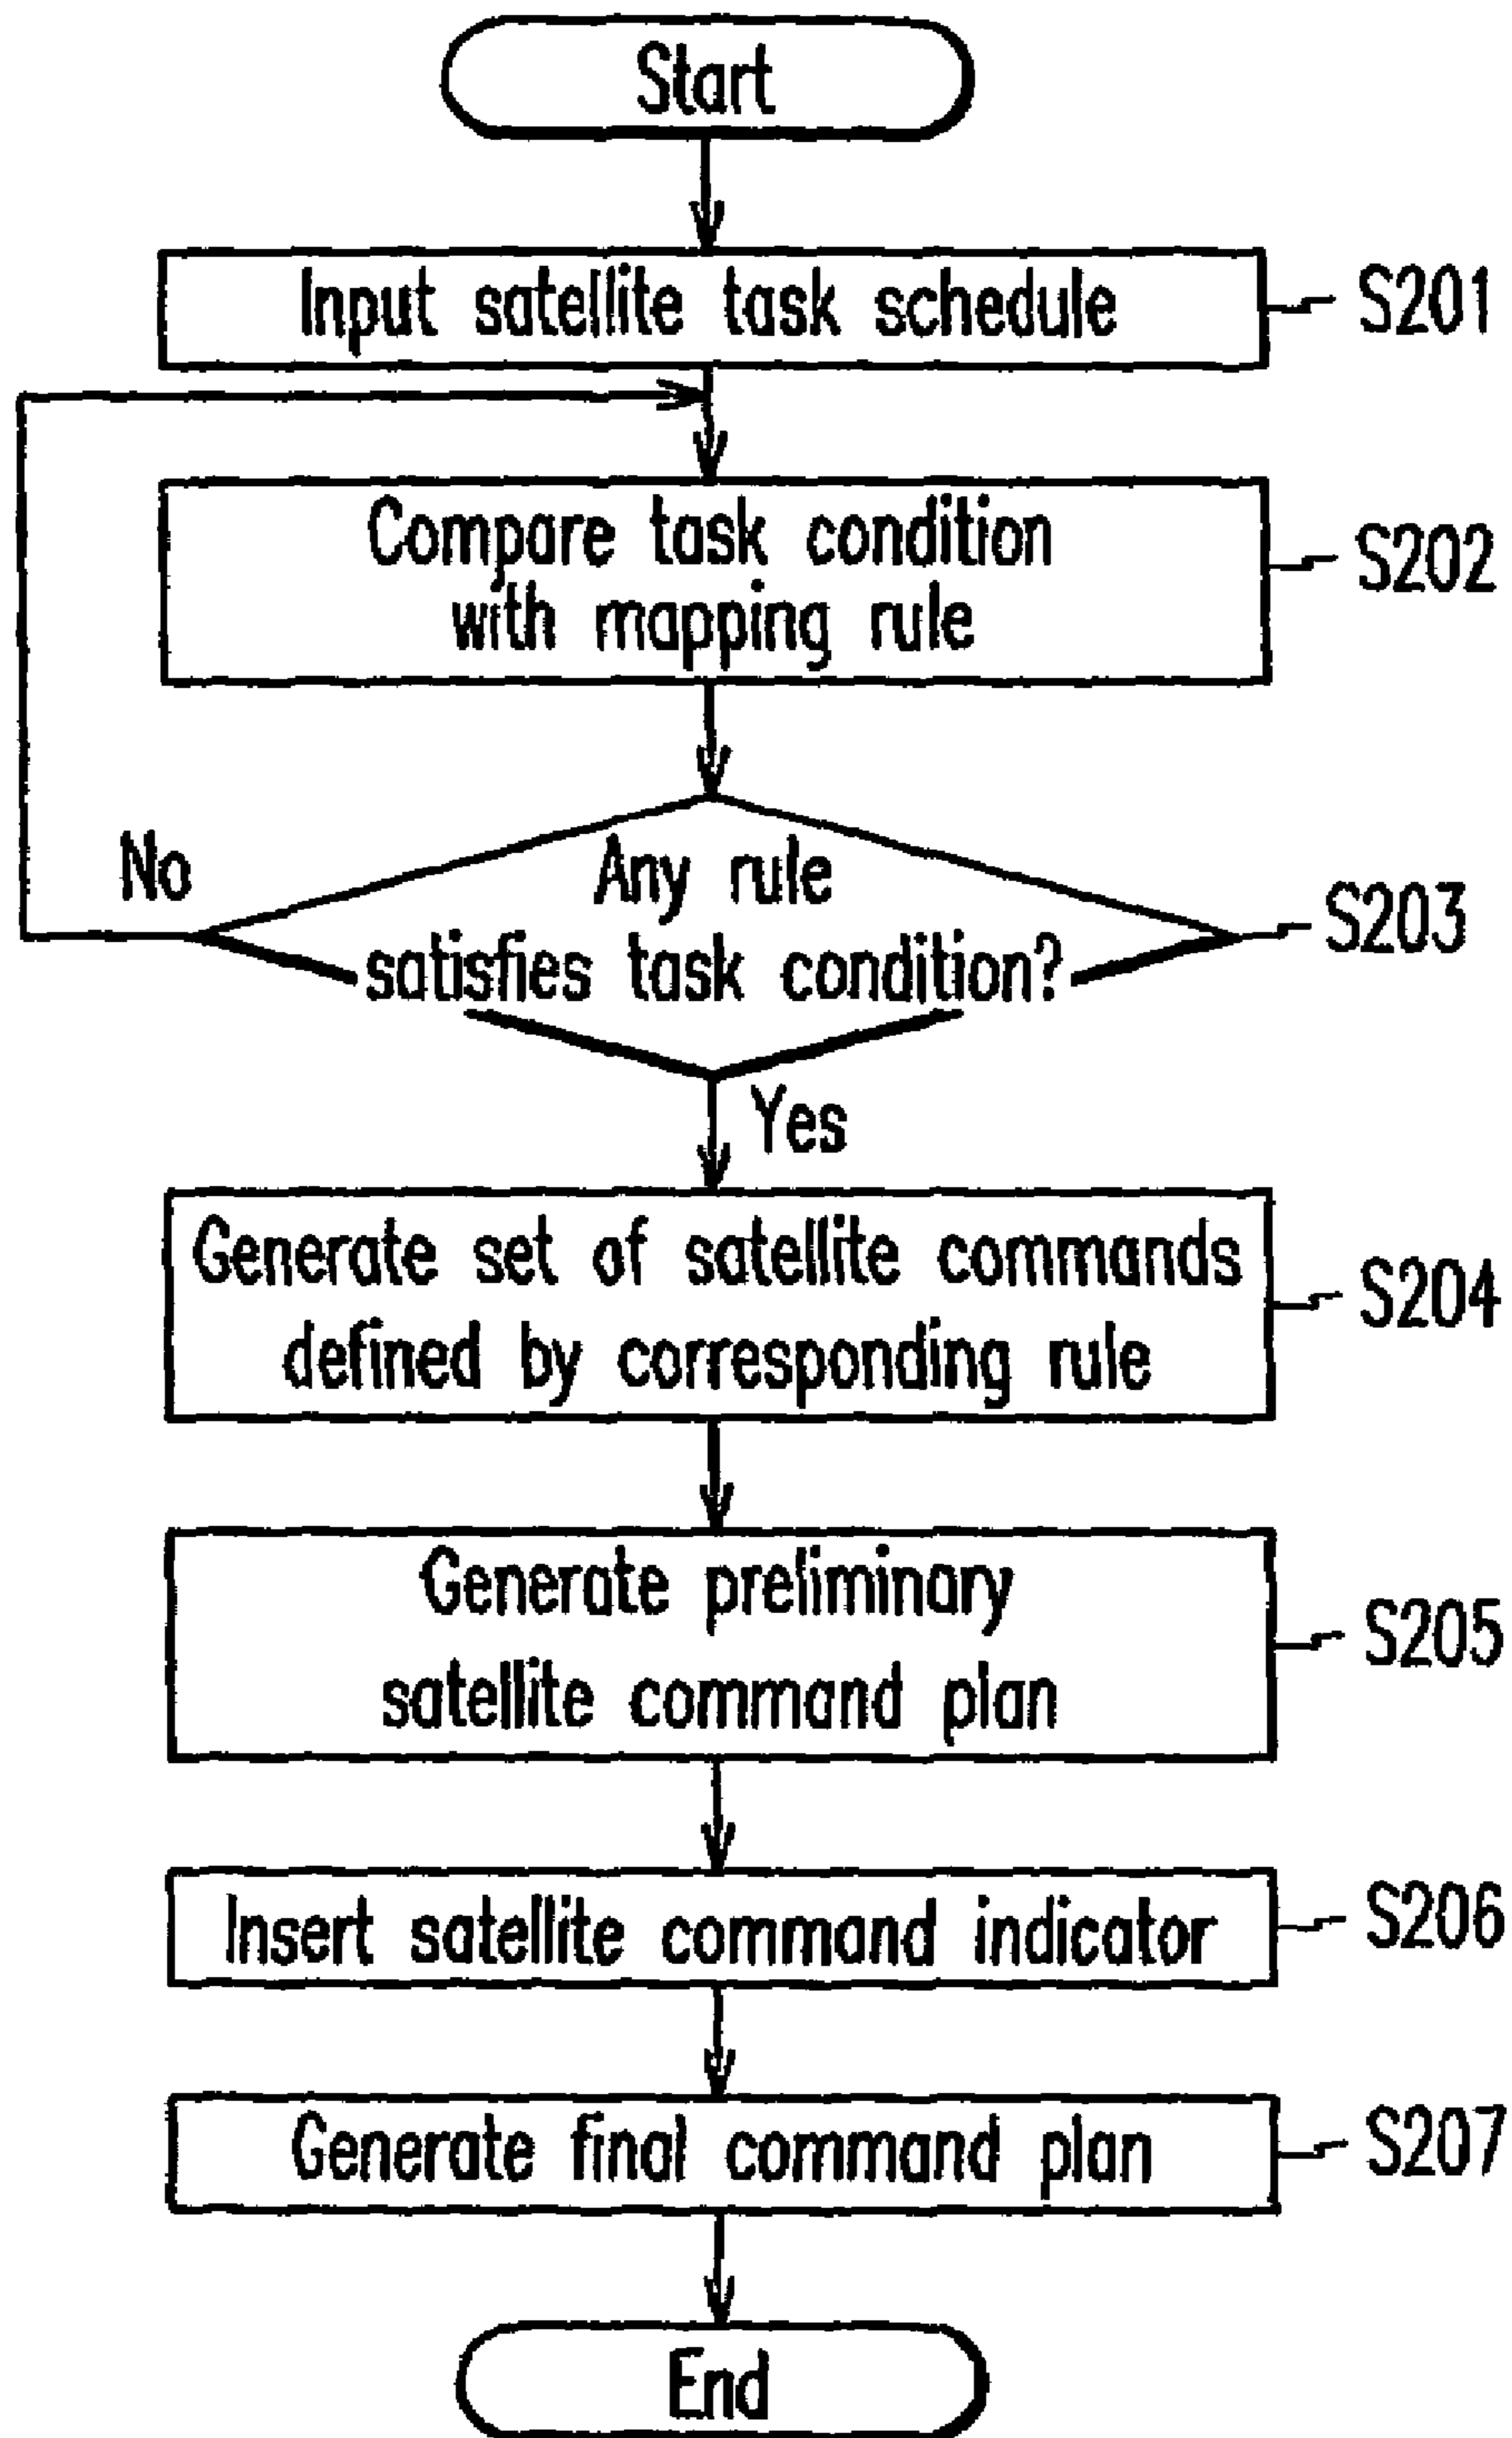 Start
Input satellite task schedule
S201
Compare task condition
with mapping rule
S202
No
Any rule
satisfies task condition?
S203
Yes
Generate set of satellite commands
defined by corresponding rule
S204
Generate preliminary
satellite command plan
S205
Insert satellite command indicator
S206
Generate final command plan
S207
End